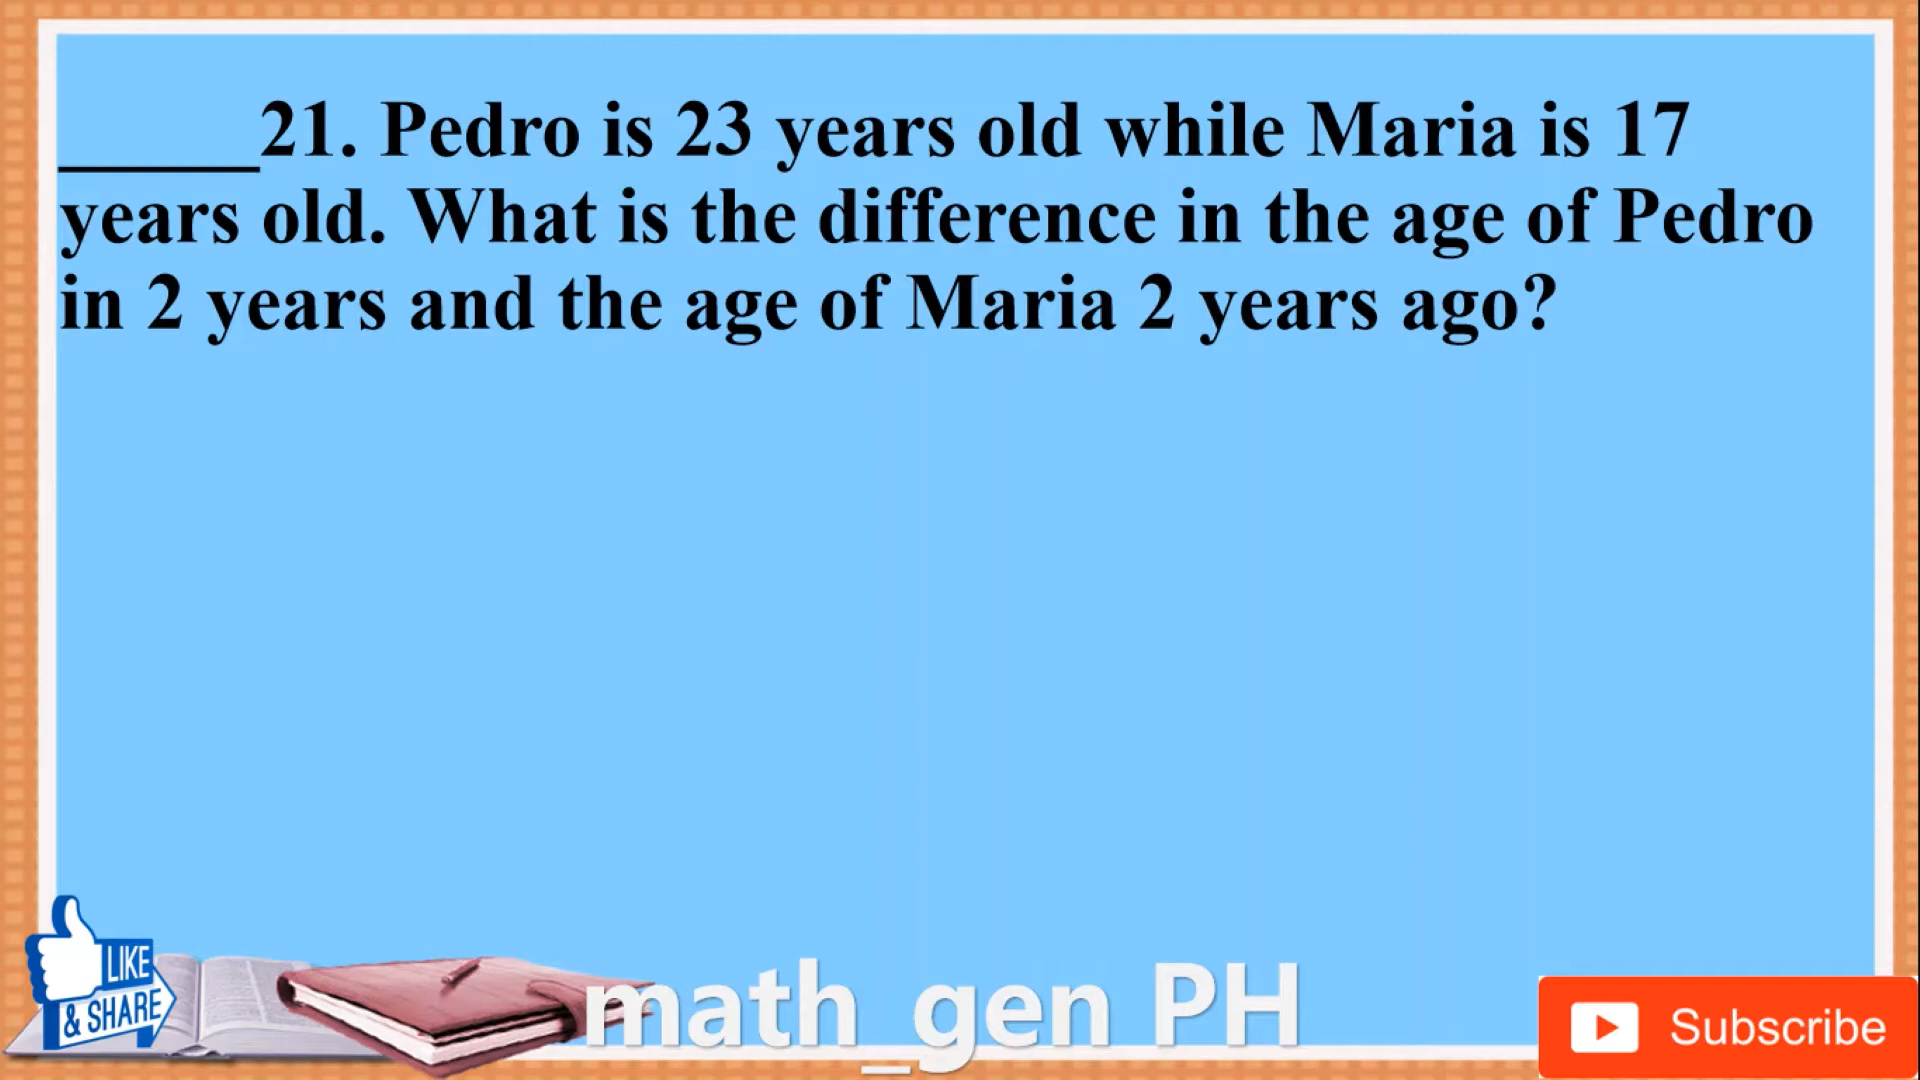 _____21. Pedro is 23 years old while Maria is 17
years old. What is the difference in the age of Pedro
in 2 years and the age of Maria 2 years ago?
LIKE
& SHARE
math_gen PH
Subscribe